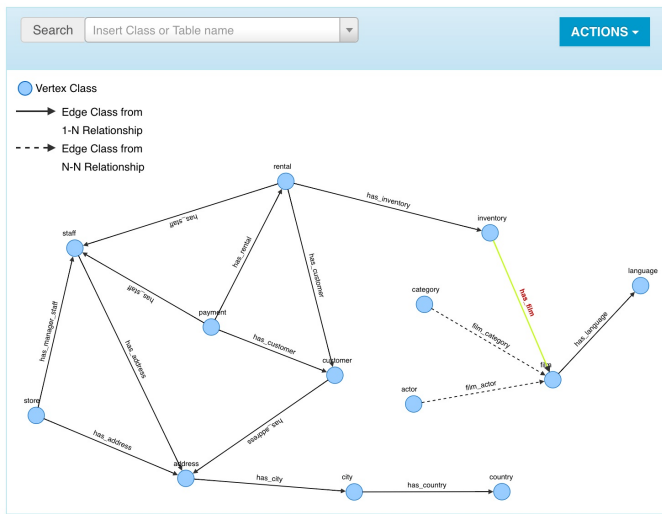 Search
Insert Class or Table name
ACTIONS
Vertex Class
Edge Class from
1-N Relationship
Edge Class from
N-N Relationship
rental
has_inventory
has_staff
inventory
staff
has_rental
has_customer
language
has_staff
category
has_film
payment
has_manager_staff
film_category
has_language
has_customer
has_address
customer
film
actor
film_actor
store
has_address
has_address
address
has_city
city
has_country
country